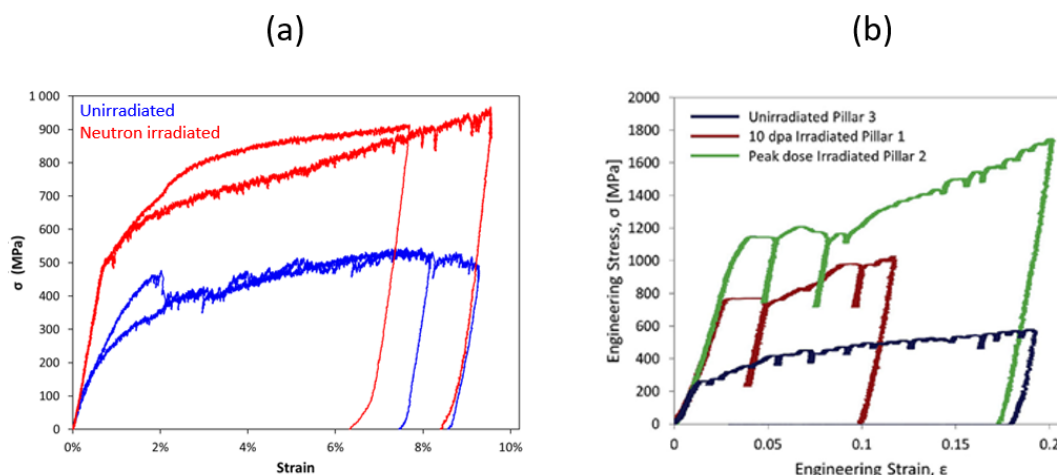 (a)
(b)
Unirradiated
Neutron irradiated
1 000
900
800
700
600
500
400
300
200
100
0
σ (MPa)
0% 2% 4% 6% 8% 10%
Strain
Unirradiated Pillar 3
10 dpa Irradiated Pillar 1
Peak dose Irradiated Pillar 2
2000
1800
1600
1400
1200
1000
800
600
400
200
0
Engineering Stress, σ [MPa]
0 0.05 0.1 0.15 0.2
Engineering Strain, ε